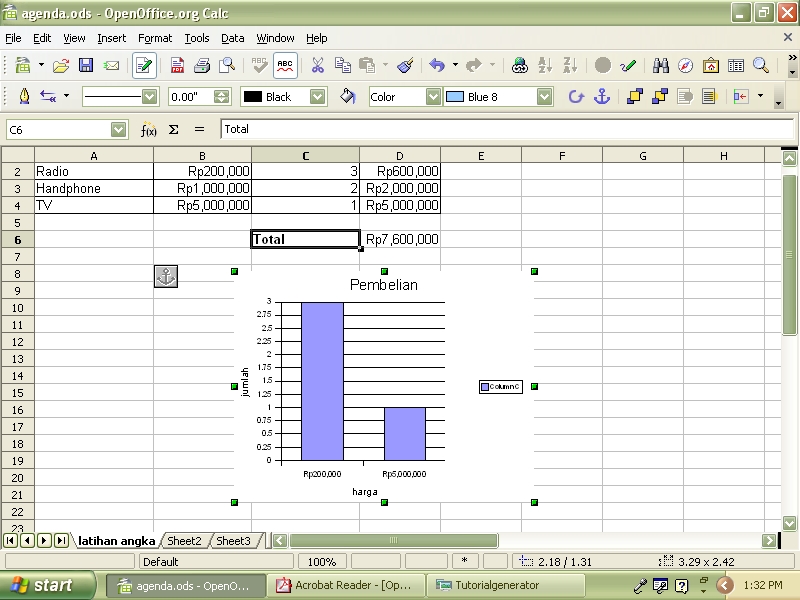 agenda.ods - OpenOffice.org Calc
File Edit View Insert Format Tools Data Window Help
ABC ABC
0.00" Black Color Blue 8
C6 f(x) Σ = Total
A B C D E F G H
2 Radio Rp200,000 3 Rp600,000
3 Handphone Rp1,000,000 2 Rp2,000,000
4 TV Rp5,000,000 1 Rp5,000,000
5
6 Total Rp7,600,000
7
8
9
10
11
12
13
14
15
16
17
18
19
20
21
22
23
Pembelian
3
2.75
2.5
2.25
2
1.75
1.5
1.25
1
0.75
0.5
0.25
0
jumlah
Column C
Rp200,000 Rp5,000,000
harga
latihan angka Sheet2 Sheet3
Default 100% * 2.18 / 1.31 3.29 x 2.42
start agenda.ods - OpenO... Acrobat Reader - [Op... Tutorialgenerator 1:32 PM